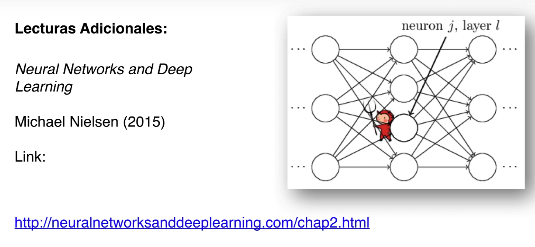 Lecturas Adicionales:
Neural Networks and Deep
Learning
Michael Nielsen (2015)
Link:
http://neuralnetworksanddeeplearning.com/chap2.html
neuron j, layer l